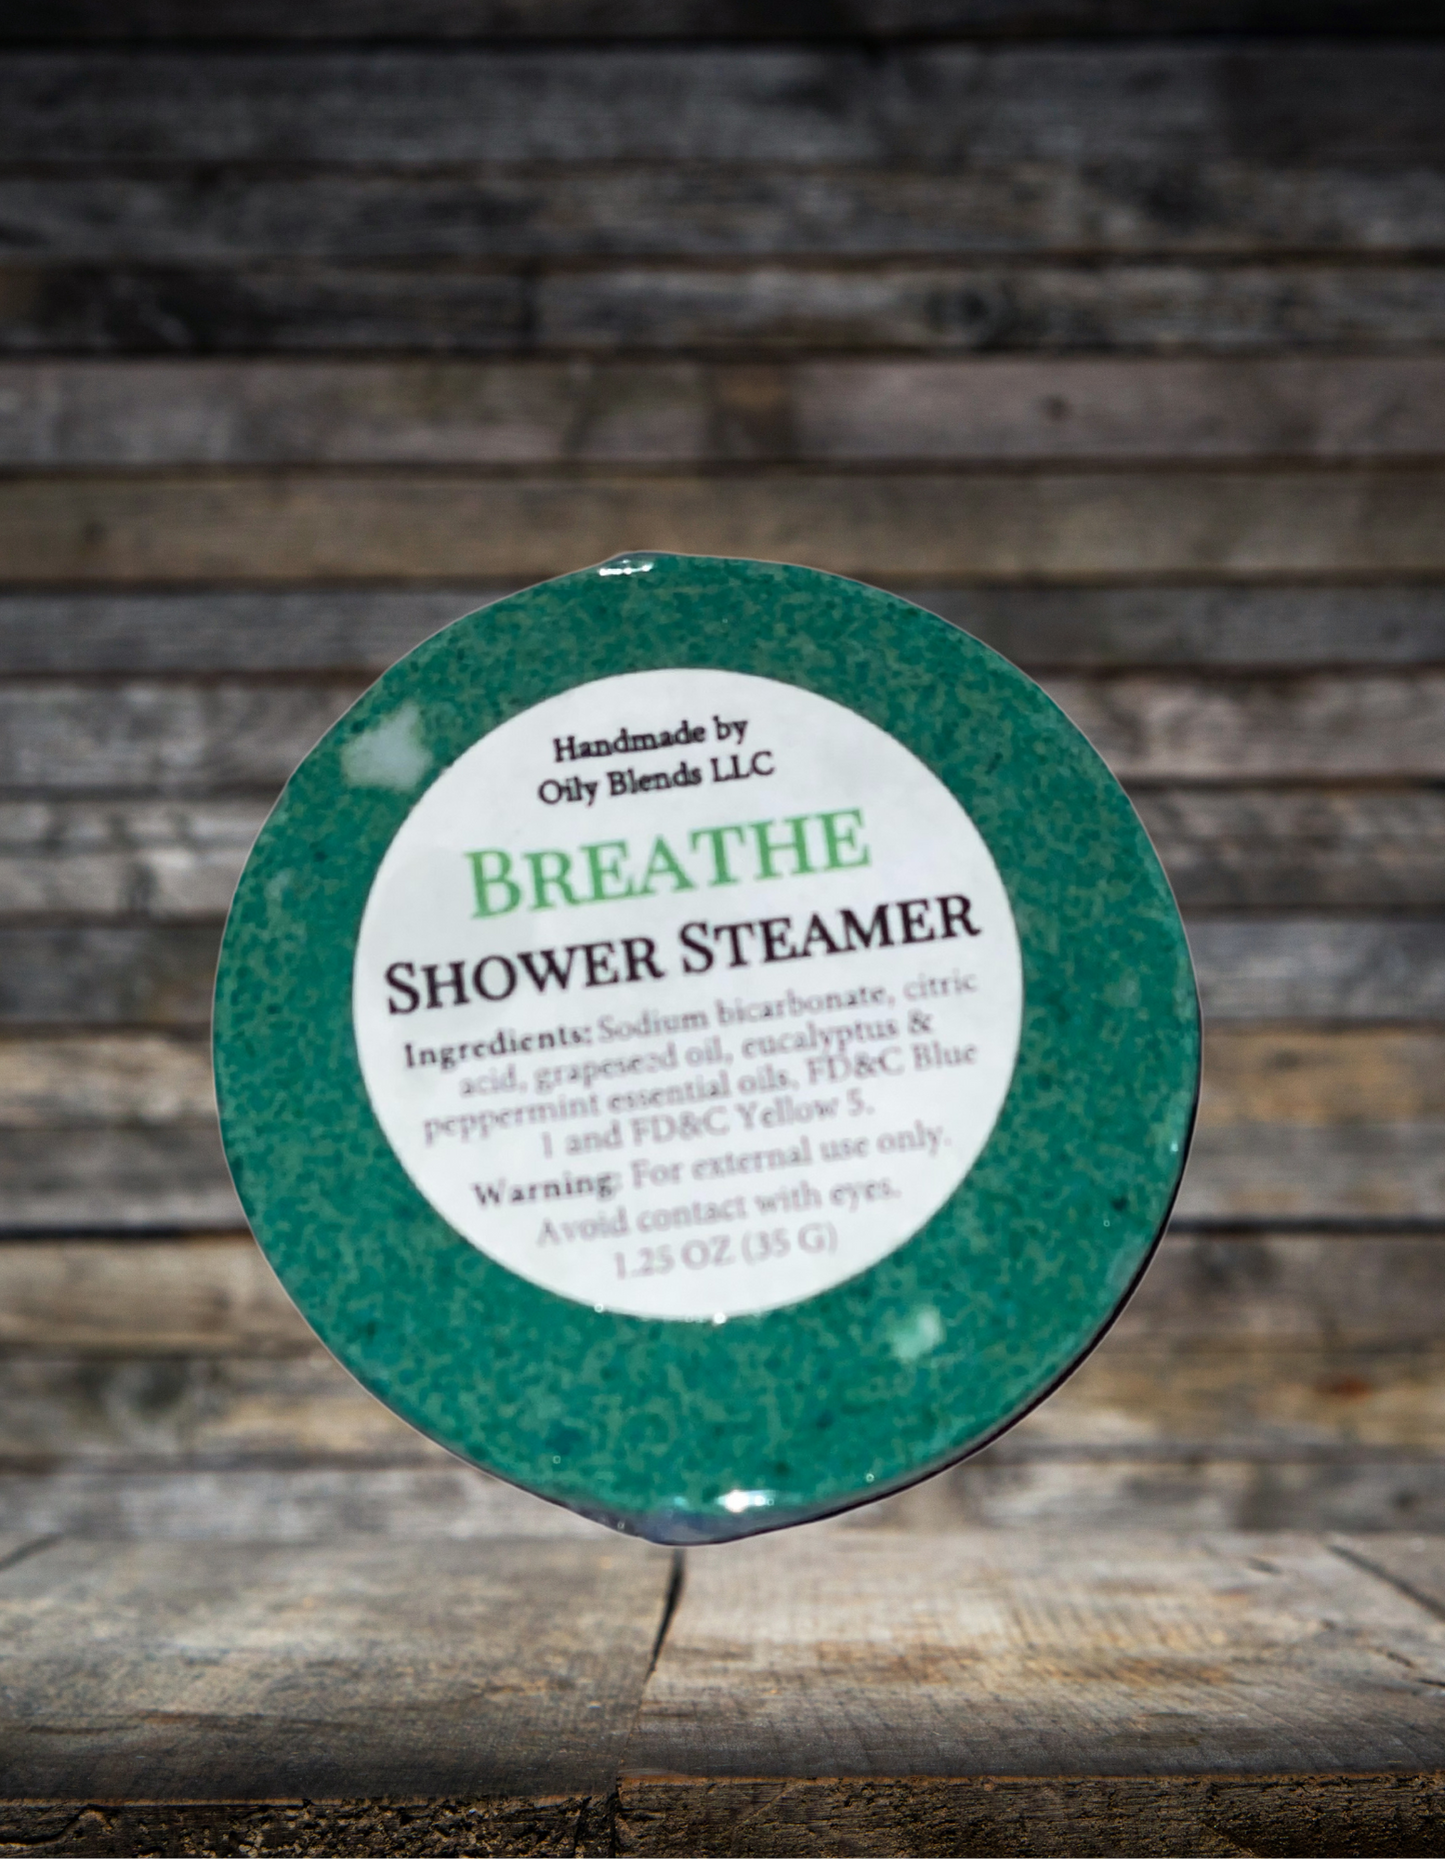 Handmade by
Oily Blends LLC
BREATHE
SHOWER STEAMER
Ingredients: Sodium bicarbonate, citric
acid, grapeseed oil, eucalyptus &
peppermint essential oils, FD&C Blue
1 and FD&C Yellow 5.
Warning: For external use only.
Avoid contact with eyes.
1.25 OZ (35 G)